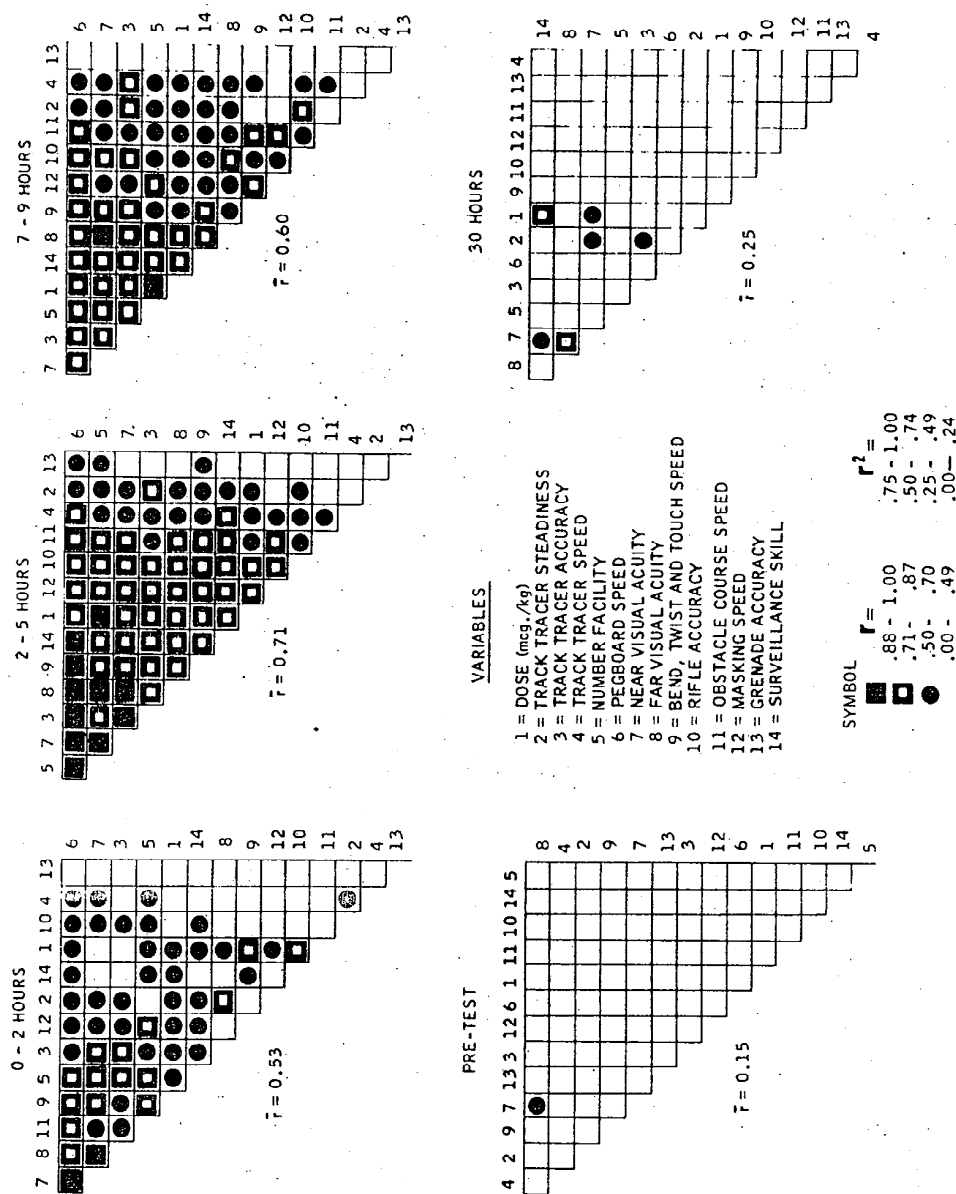 0 - 2 HOURS
7 8 11 9 5 3 12 2 14 1 10 4 13
6
7
3
5
1
14
8
9
12
10
11
2
4
13
r̄ = 0.53
2 - 5 HOURS
5 7 3 8 9 14 1 12 10 11 4 2 13
6
5
7.
3
8
9
14
1
12
10
11
4
2
13
r̄ = 0.71
7 - 9 HOURS
7 3 5 1 14 8 9 12 10 11 2 4 13
6
7
3
5
1
14
8
9
12
10
11
2
4
13
r̄ = 0.60
PRE-TEST
4 2 9 7 13 3 12 6 1 11 10 14 5
8
4
2
9
7
13
3
12
6
1
11
10
14
5
r̄ = 0.15
VARIABLES
1 = DOSE (mcg./kg)
2 = TRACK TRACER STEADINESS
3 = TRACK TRACER ACCURACY
4 = TRACK TRACER SPEED
5 = NUMBER FACILITY
6 = PEGBOARD SPEED
7 = NEAR VISUAL ACUITY
8 = FAR VISUAL ACUITY
9 = BEND, TWIST AND TOUCH SPEED
10 = RIFLE ACCURACY
11 = OBSTACLE COURSE SPEED
12 = MASKING SPEED
13 = GRENADE ACCURACY
14 = SURVEILLANCE SKILL
SYMBOL r = r² =
.88 - 1.00 .75 - 1.00
.71 - .87 .50 - .74
.50 - .70 .25 - .49
.00 - .49 .00 — .24
30 HOURS
8 7 5 3 6 2 1 9 10 12 11 13 4
14
8
7
5
3
6
2
1
9
10
12
11
13
4
r̄ = 0.25